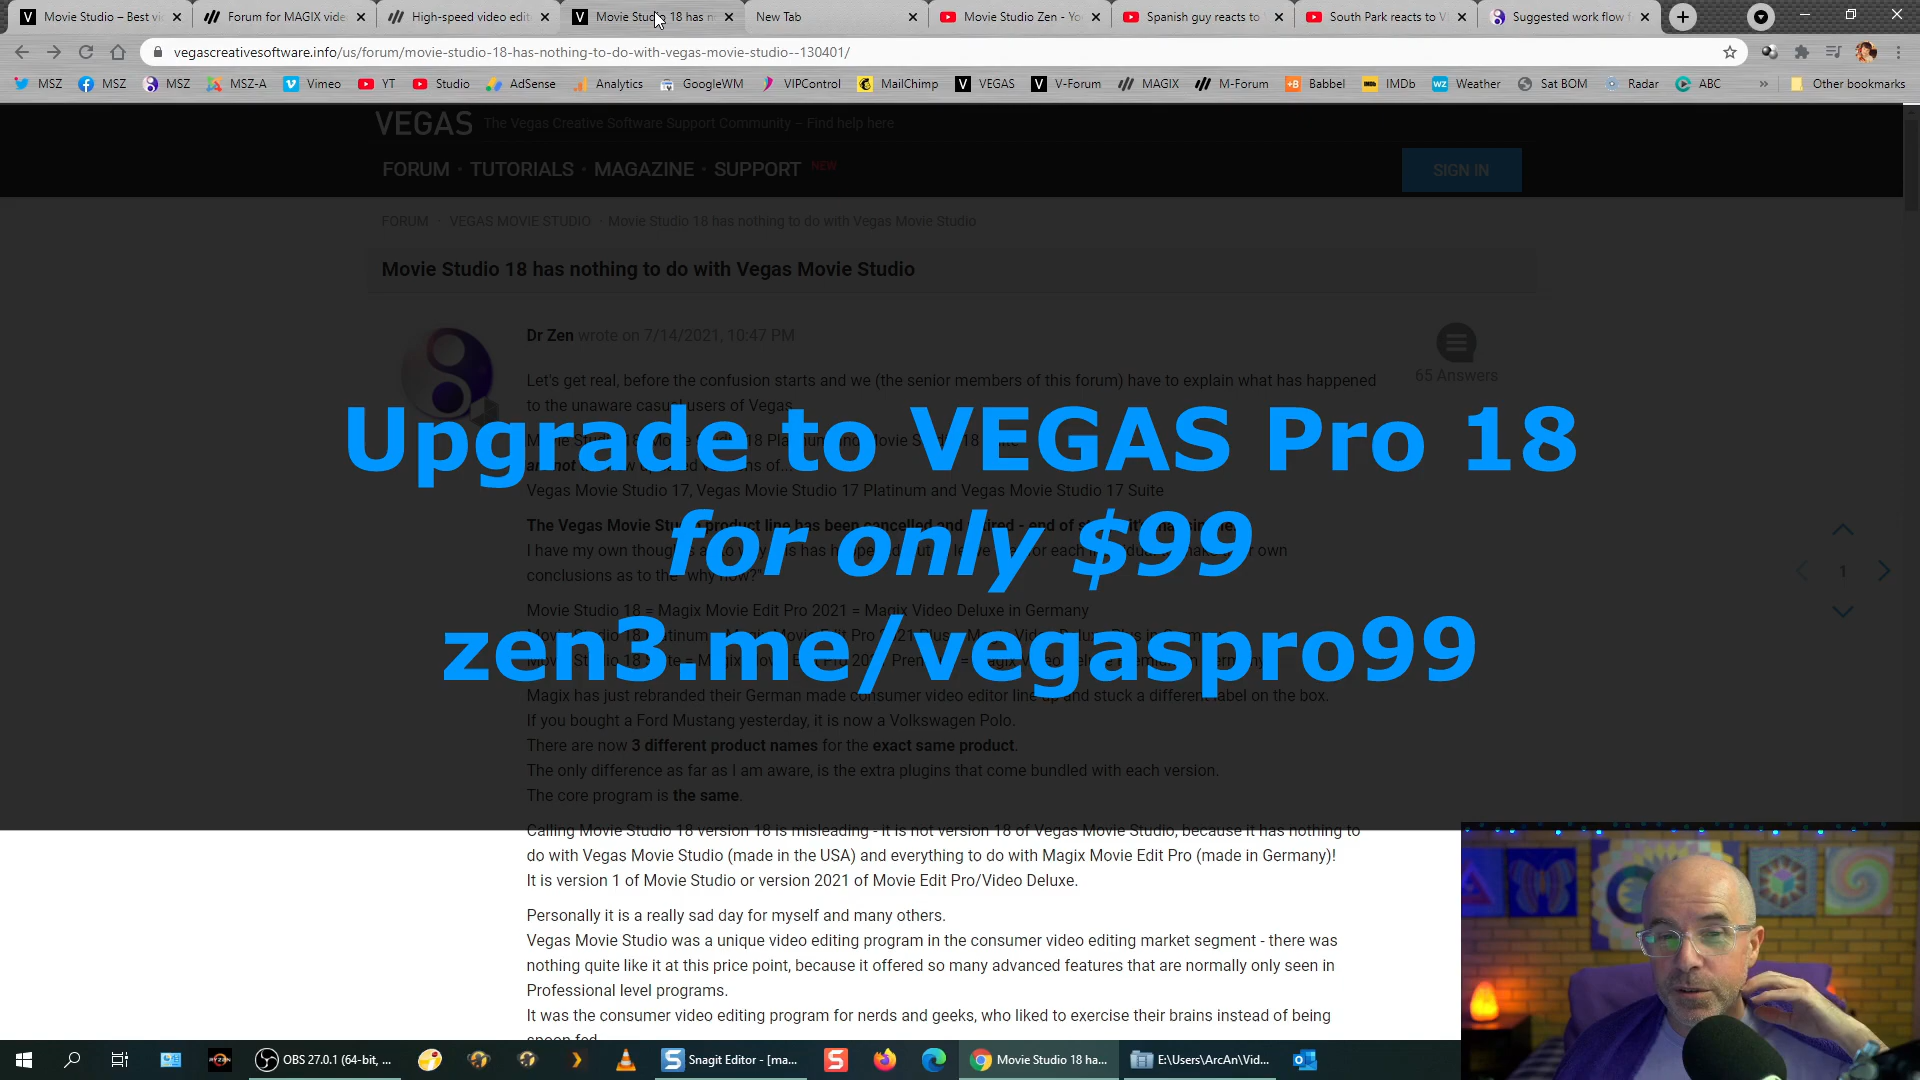 Movie Studio – Best vi
Forum for MAGIX vide
High-speed video edit
Movie Studio 18 has n
New Tab
Movie Studio Zen - Yo
Spanish guy reacts to
South Park reacts to V
Suggested work flow f
vegascreativesoftware.info/us/forum/movie-studio-18-has-nothing-to-do-with-vegas-movie-studio--130401/
MSZ MSZ MSZ MSZ-A Vimeo YT Studio AdSense Analytics GoogleWM VIPControl MailChimp VEGAS V-Forum MAGIX M-Forum Babbel IMDb Weather Sat BOM Radar ABC » Other bookmarks
VEGAS The Vegas Creative Software Support Community – Find help here
FORUM · TUTORIALS · MAGAZINE · SUPPORT NEW
SIGN IN
FORUM · VEGAS MOVIE STUDIO · Movie Studio 18 has nothing to do with Vegas Movie Studio
Movie Studio 18 has nothing to do with Vegas Movie Studio
Dr Zen wrote on 7/14/2021, 10:47 PM
65 Answers
Let's get real, before the confusion starts and we (the senior members of this forum) have to explain what has happened
to the unaware casual users of Vegas
Upgrade to VEGAS Pro 18
Vegas Movie Studio 17, Vegas Movie Studio 17 Platinum and Vegas Movie Studio 17 Suite
for only $99
conclusions as to the "why now?"
1
Movie Studio 18 = Magix Movie Edit Pro 2021 = Magix Video Deluxe in Germany
zen3.me/vegaspro99
Magix has just rebranded their German made consumer video editor line up and stuck a different label on the box.
If you bought a Ford Mustang yesterday, it is now a Volkswagen Polo.
There are now 3 different product names for the exact same product.
The only difference as far as I am aware, is the extra plugins that come bundled with each version.
The core program is the same.
Calling Movie Studio 18 version 18 is misleading - it is not version 18 of Vegas Movie Studio, because it has nothing to
do with Vegas Movie Studio (made in the USA) and everything to do with Magix Movie Edit Pro (made in Germany)!
It is version 1 of Movie Studio or version 2021 of Movie Edit Pro/Video Deluxe.
Personally it is a really sad day for myself and many others.
Vegas Movie Studio was a unique video editing program in the consumer video editing market segment - there was
nothing quite like it at this price point, because it offered so many advanced features that are normally only seen in
Professional level programs.
It was the consumer video editing program for nerds and geeks, who liked to exercise their brains instead of being
spoon fed
RYZEN
OBS 27.0.1 (64-bit, ...
Snagit Editor - [ma...
Movie Studio 18 ha...
E:\Users\ArcAn\Vid...